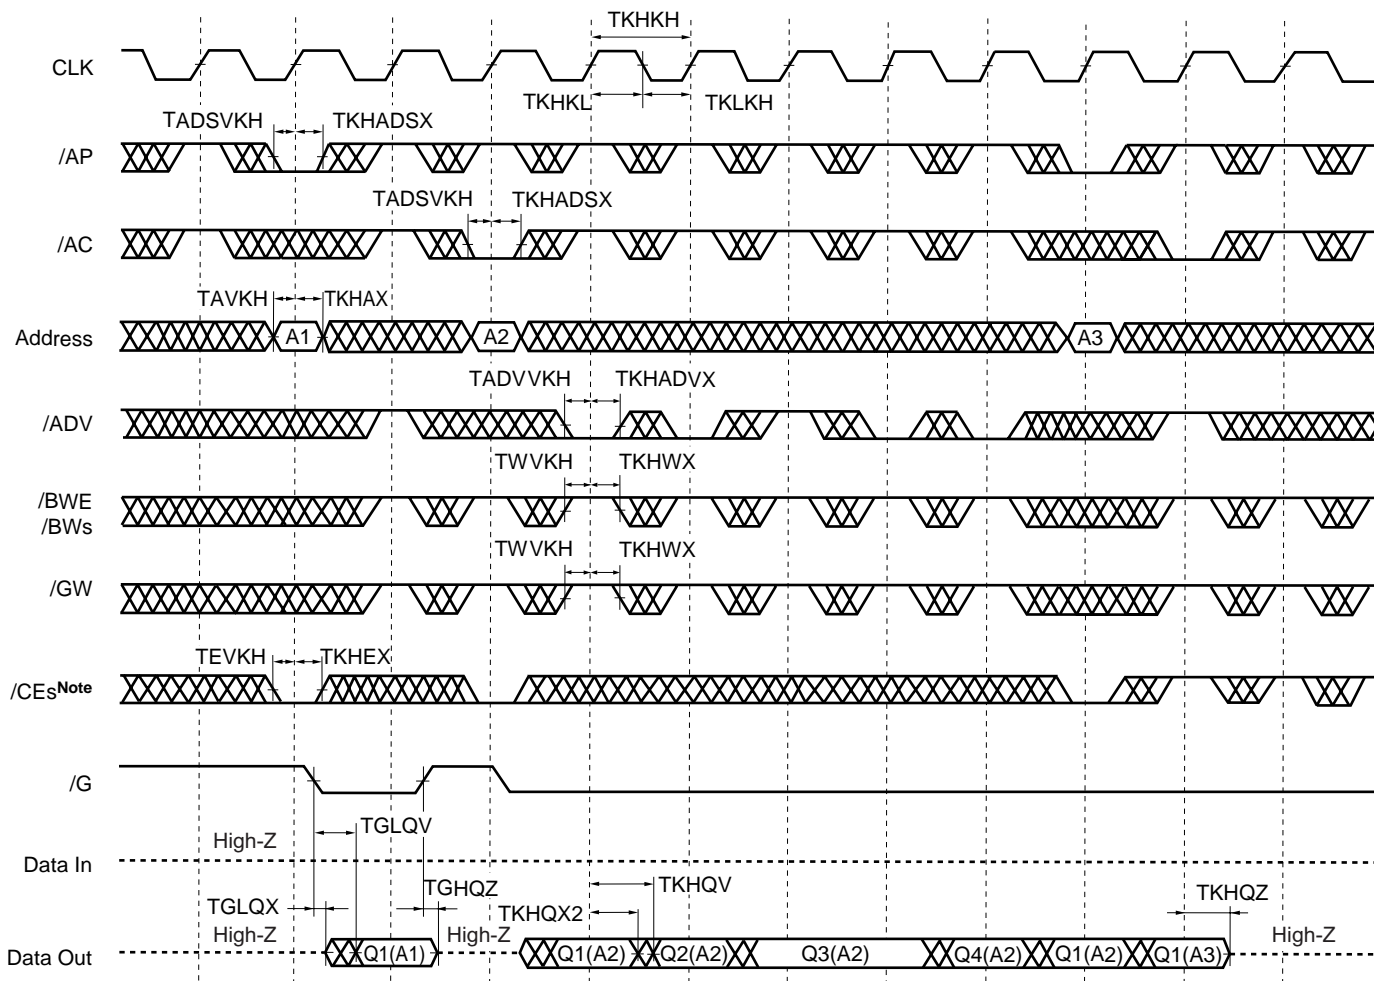 TKHKH
CLK
TKHKL TKLKH
TADSVKH TKHADSX
/AP
TADSVKH TKHADSX
/AC
TAVKH TKHAX
Address A1 A2 A3
TADVVKH TKHADVX
/ADV
TWVKH TKHWX
/BWE
/BWs
TWVKH TKHWX
/GW
TEVKH TKHEX
/CEsNote
/G
TGLQV
High-Z
Data In
TGHQZ TKHQV TKHQZ
TGLQX TKHQX2
High-Z High-Z High-Z
Data Out Q1(A1) Q1(A2) Q2(A2) Q3(A2) Q4(A2) Q1(A2) Q1(A3)